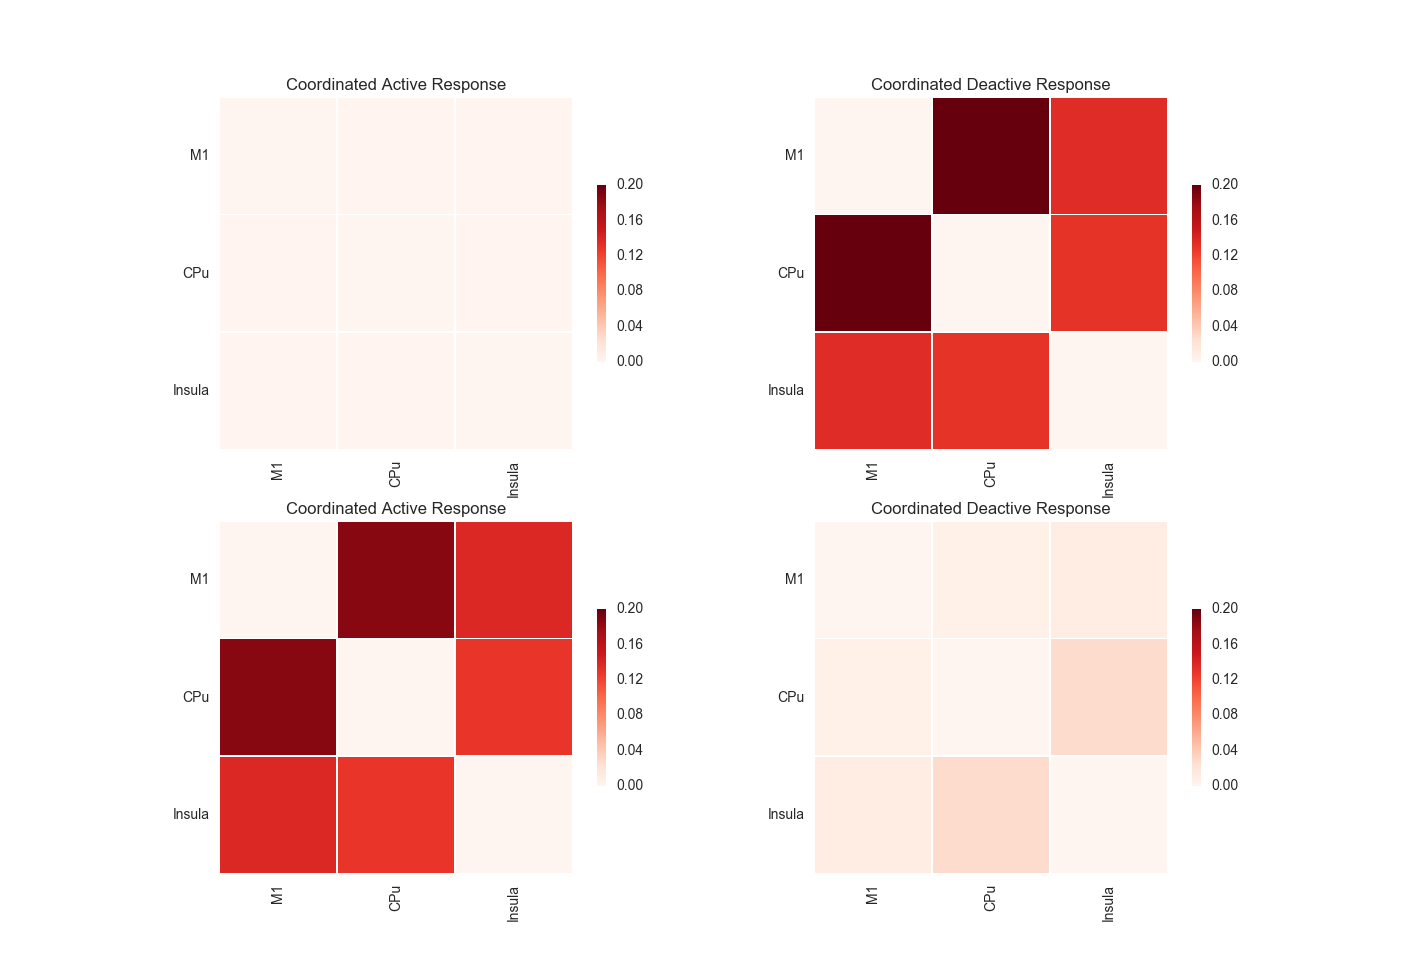 Coordinated Active Response
M1
CPu
Insula
M1
CPu
Insula
0.20
0.16
0.12
0.08
0.04
0.00
Coordinated Deactive Response
M1
CPu
Insula
M1
CPu
Insula
0.20
0.16
0.12
0.08
0.04
0.00
Coordinated Active Response
M1
CPu
Insula
M1
CPu
Insula
0.20
0.16
0.12
0.08
0.04
0.00
Coordinated Deactive Response
M1
CPu
Insula
M1
CPu
Insula
0.20
0.16
0.12
0.08
0.04
0.00